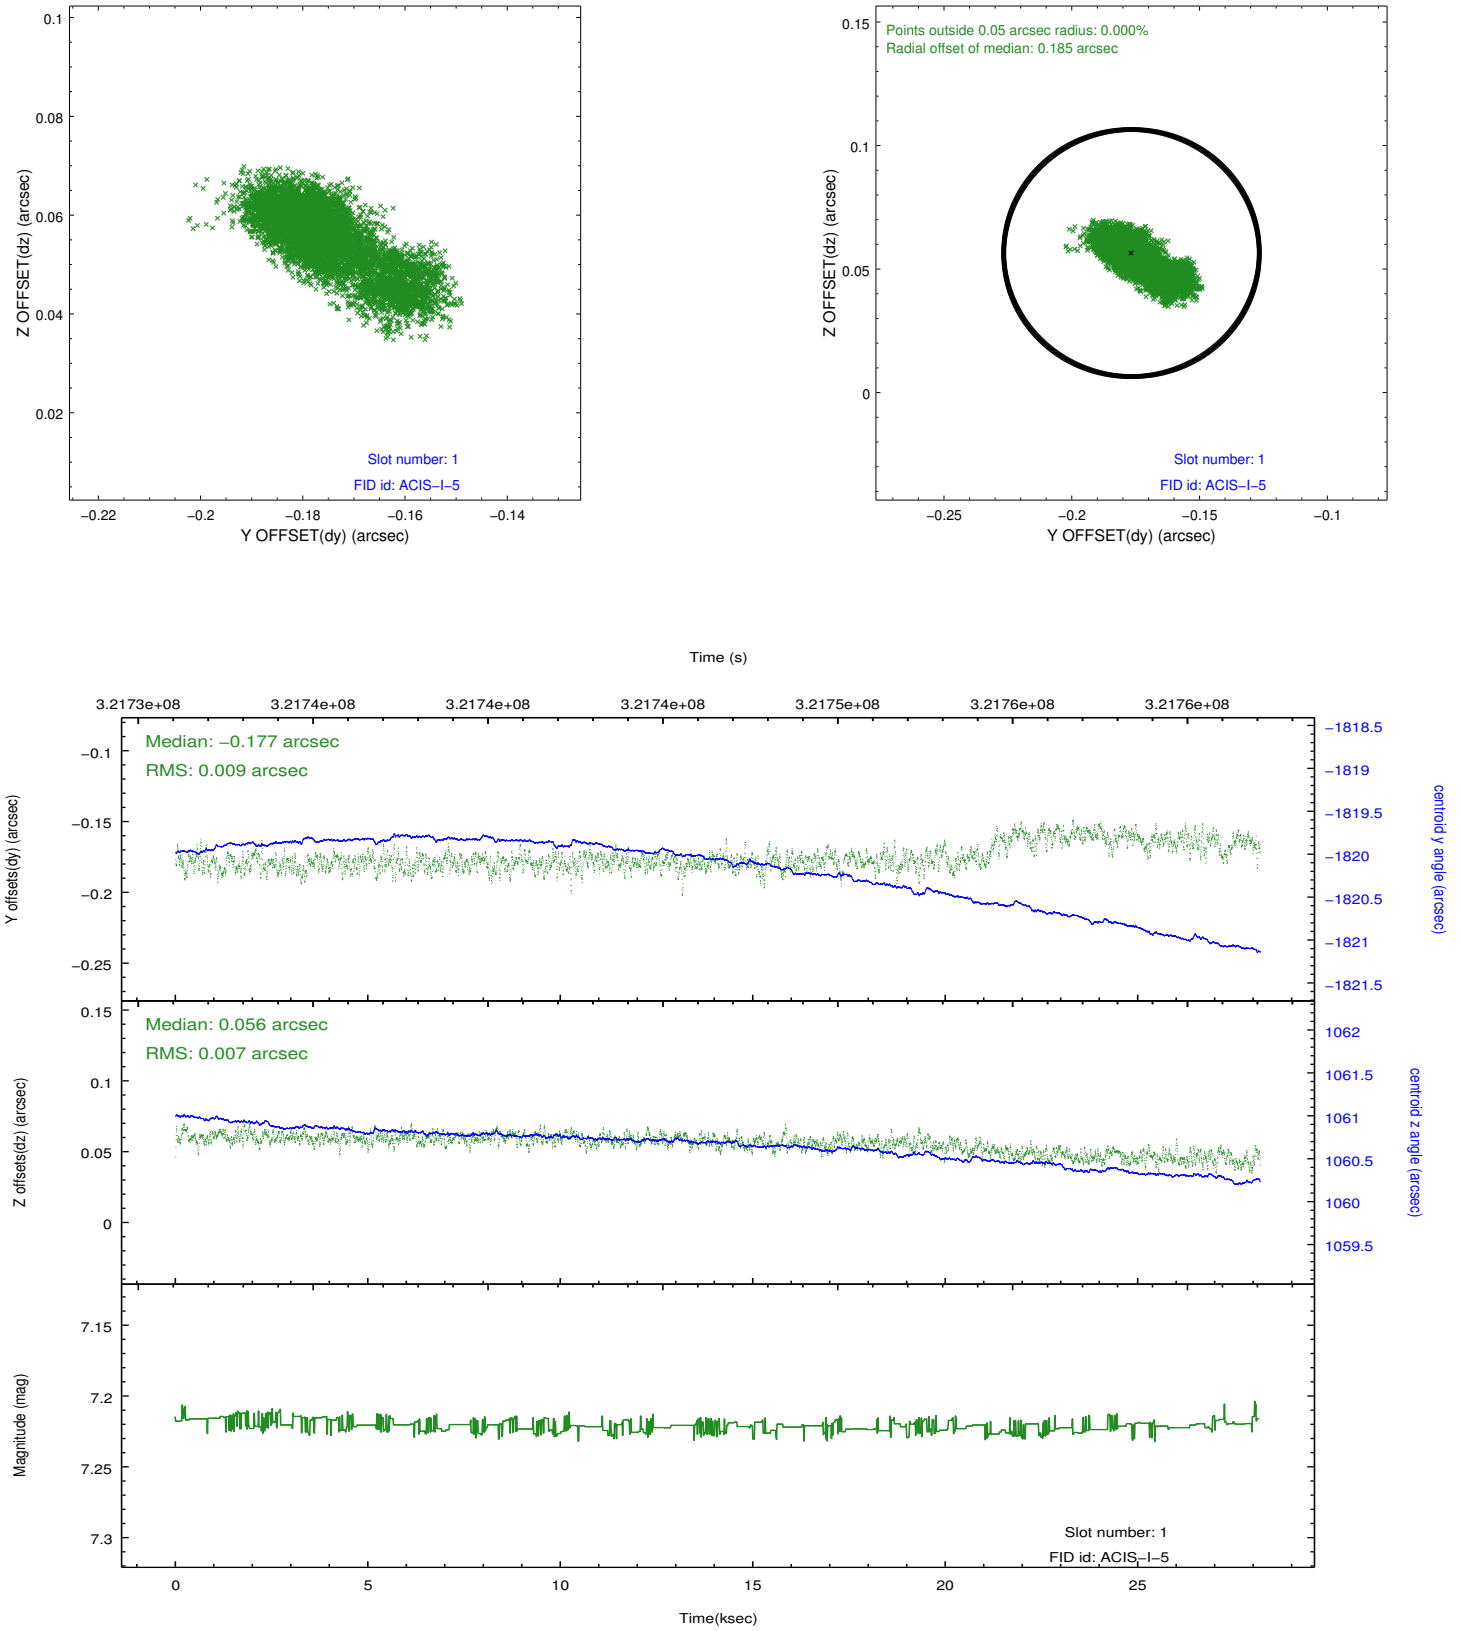 0.1
0.08
0.06
0.04
0.02
Z OFFSET(dz) (arcsec)
Slot number: 1
FID id: ACIS−I−5
−0.22 −0.2 −0.18 −0.16 −0.14
Y OFFSET(dy) (arcsec)
Points outside 0.05 arcsec radius: 0.000%
Radial offset of median: 0.185 arcsec
0.15
0.1
0.05
0
Z OFFSET(dz) (arcsec)
Slot number: 1
FID id: ACIS−I−5
−0.25 −0.2 −0.15 −0.1
Y OFFSET(dy) (arcsec)
Time (s)
3.2173e+08 3.2174e+08 3.2174e+08 3.2174e+08 3.2175e+08 3.2176e+08 3.2176e+08
Median: −0.177 arcsec
RMS: 0.009 arcsec
−0.1
−0.15
−0.2
−0.25
Y offsets(dy) (arcsec)
−1818.5
−1819
−1819.5
−1820
−1820.5
−1821
−1821.5
centroid y angle (arcsec)
Median: 0.056 arcsec
RMS: 0.007 arcsec
0.15
0.1
0.05
0
Z offsets(dz) (arcsec)
1062
1061.5
1061
1060.5
1060
1059.5
centroid z angle (arcsec)
7.15
7.2
7.25
7.3
Magnitude (mag)
Slot number: 1
FID id: ACIS−I−5
0 5 10 15 20 25
Time(ksec)